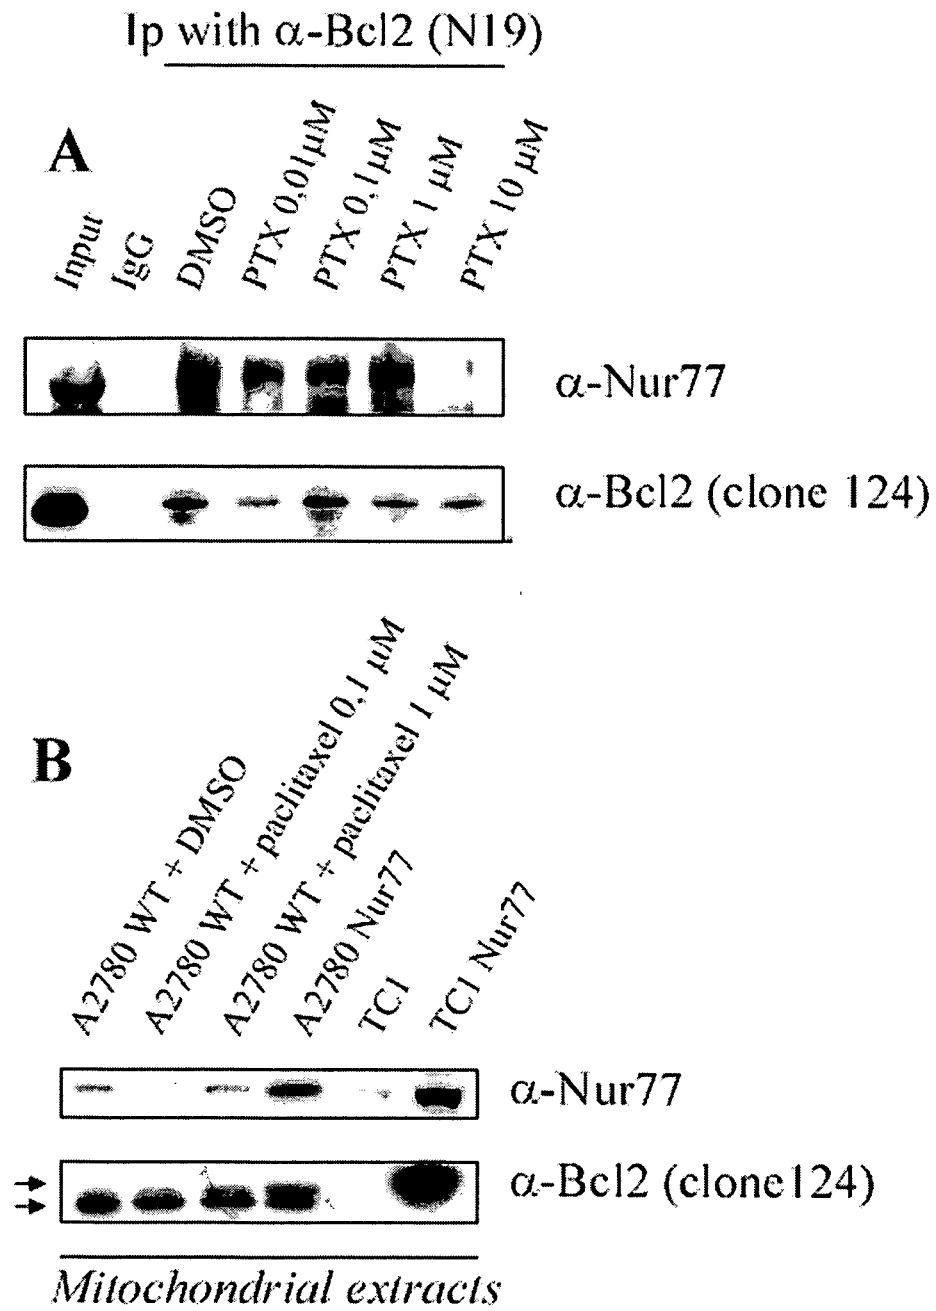 Ip with α-Bcl2 (N19)
A
Input
IgG
DMSO
PTX 0,01μM
PTX 0,1μM
PTX 1 μM
PTX 10 μM
α-Nur77
α-Bcl2 (clone 124)
B
A2780 WT + DMSO
A2780 WT + paclitaxel 0,1 μM
A2780 WT + paclitaxel 1 μM
A2780 Nur77
TC1
TC1 Nur77
α-Nur77
α-Bcl2 (clone124)
Mitochondrial extracts